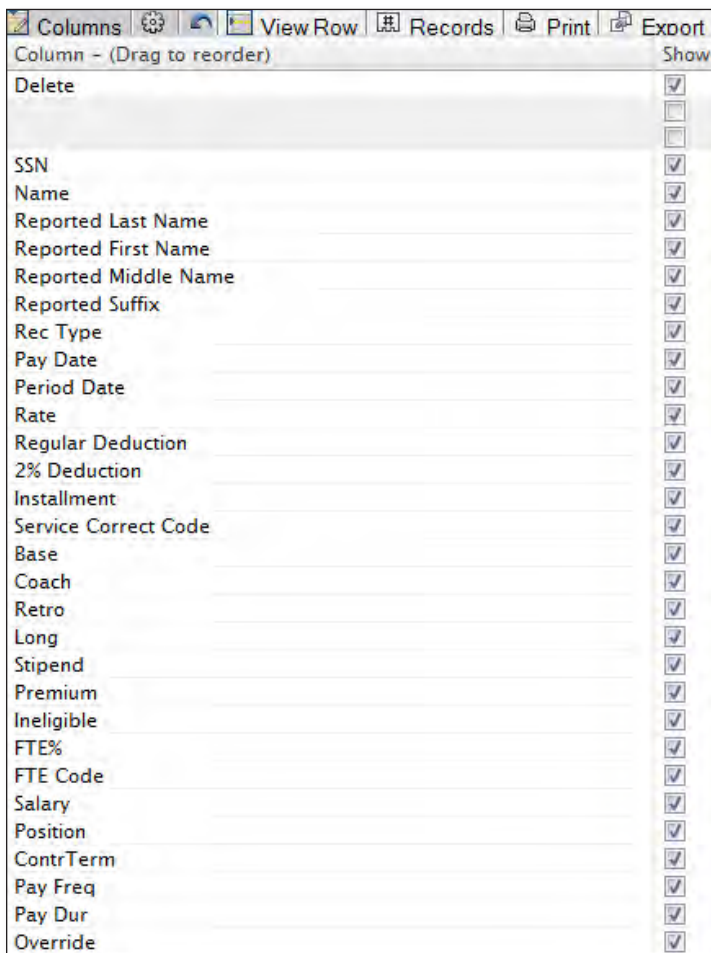 Columns View Row # Records Print Export
Column - (Drag to reorder) Show
Delete
SSN
Name
Reported Last Name
Reported First Name
Reported Middle Name
Reported Suffix
Rec Type
Pay Date
Period Date
Rate
Regular Deduction
2% Deduction
Installment
Service Correct Code
Base
Coach
Retro
Long
Stipend
Premium
Ineligible
FTE%
FTE Code
Salary
Position
ContrTerm
Pay Freq
Pay Dur
Override